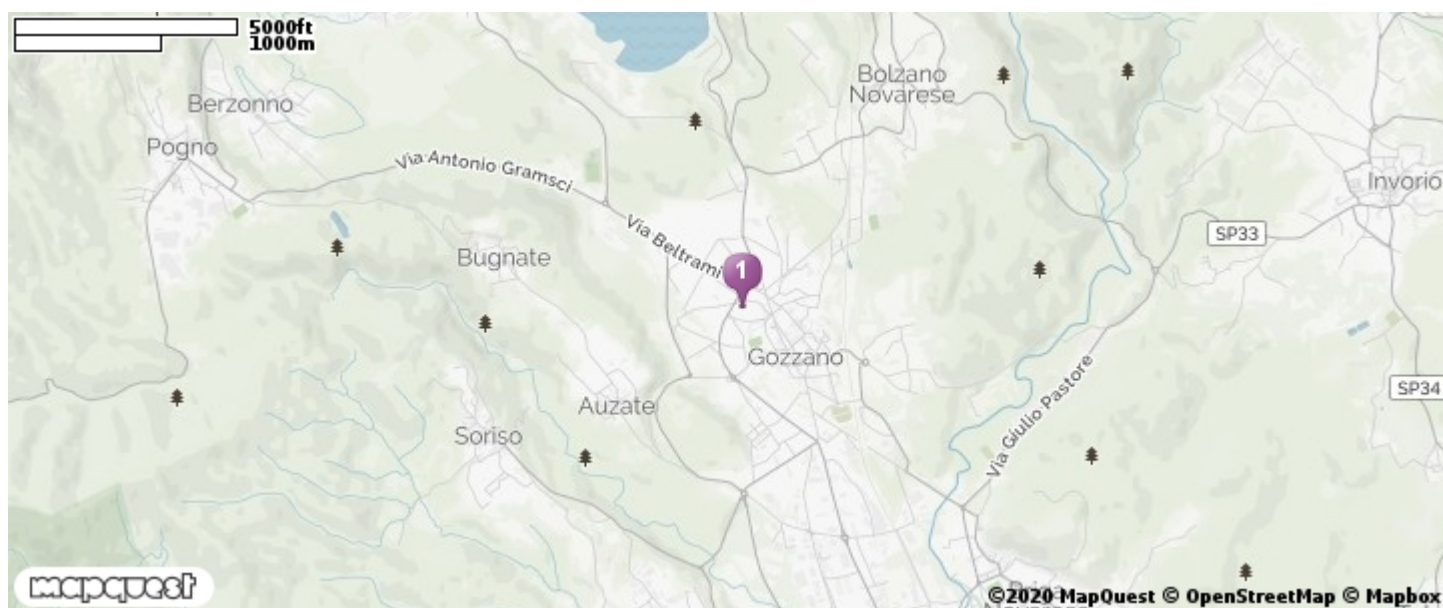 5000ft
1000m
Bolzano
Novarese
Berzonno
Pogno
Via Antonio Gramsci
Invorio
Via Beltrami
SP33
Bugnate
1
Gozzano
Via Giulio Pastore
SP34
Auzate
Soriso
mapquest
Briga
©2020 MapQuest © OpenStreetMap © Mapbox